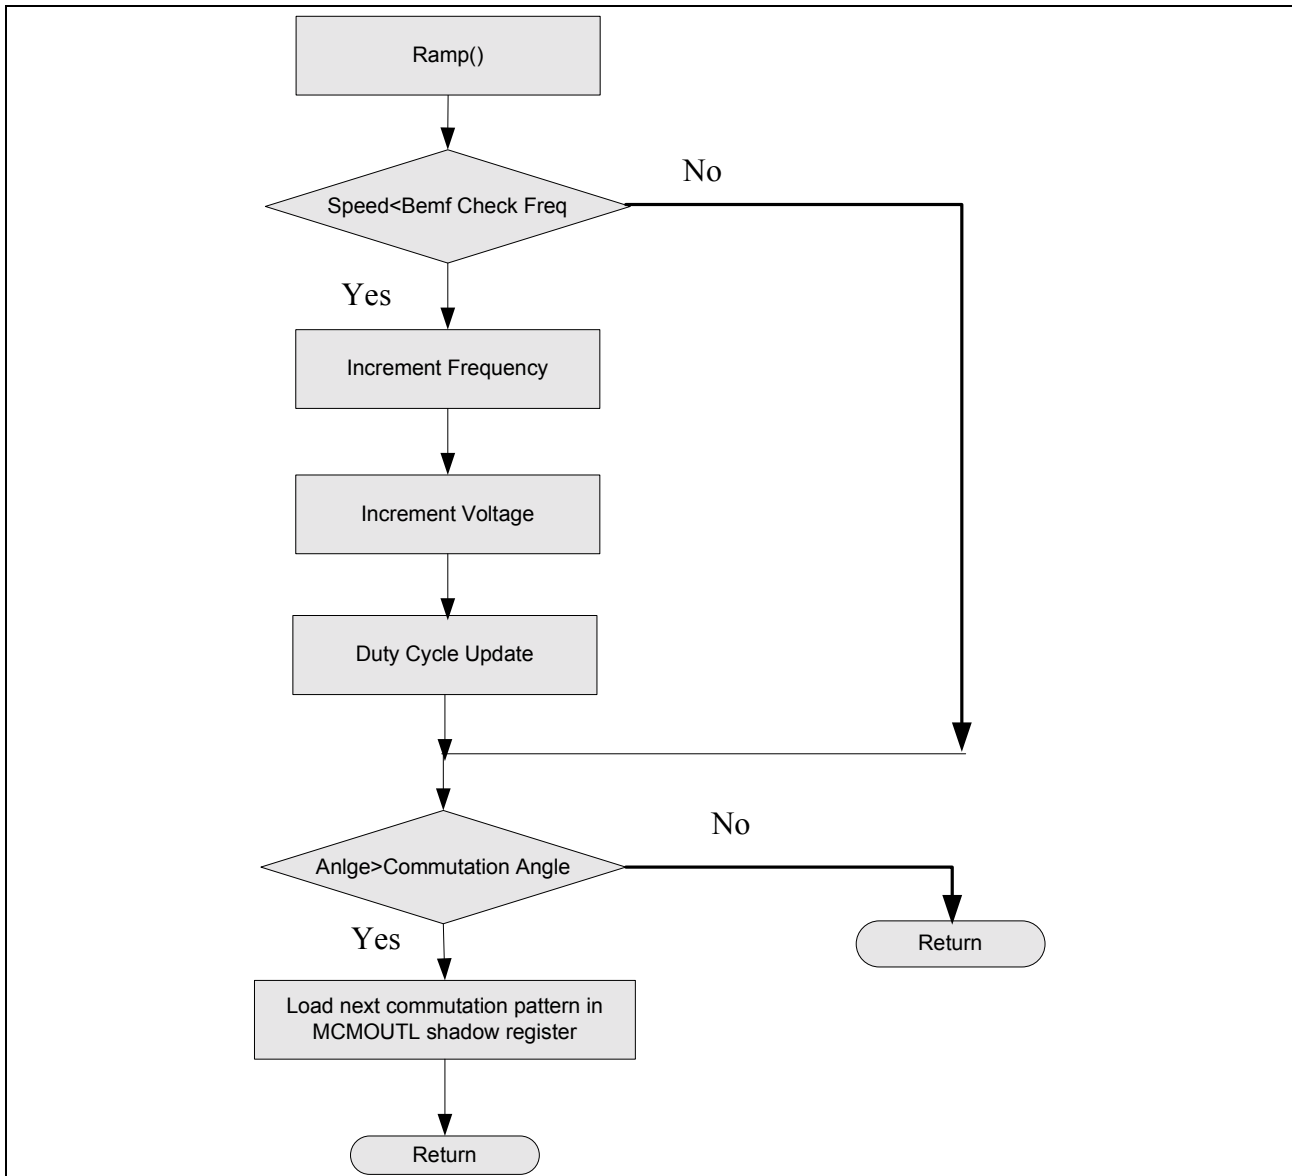 Ramp()
No
Speed<Bemf Check Freq
Yes
Increment Frequency
Increment Voltage
Duty Cycle Update
No
Anlge>Commutation Angle
Yes
Return
Load next commutation pattern in
MCMOUTL shadow register
Return